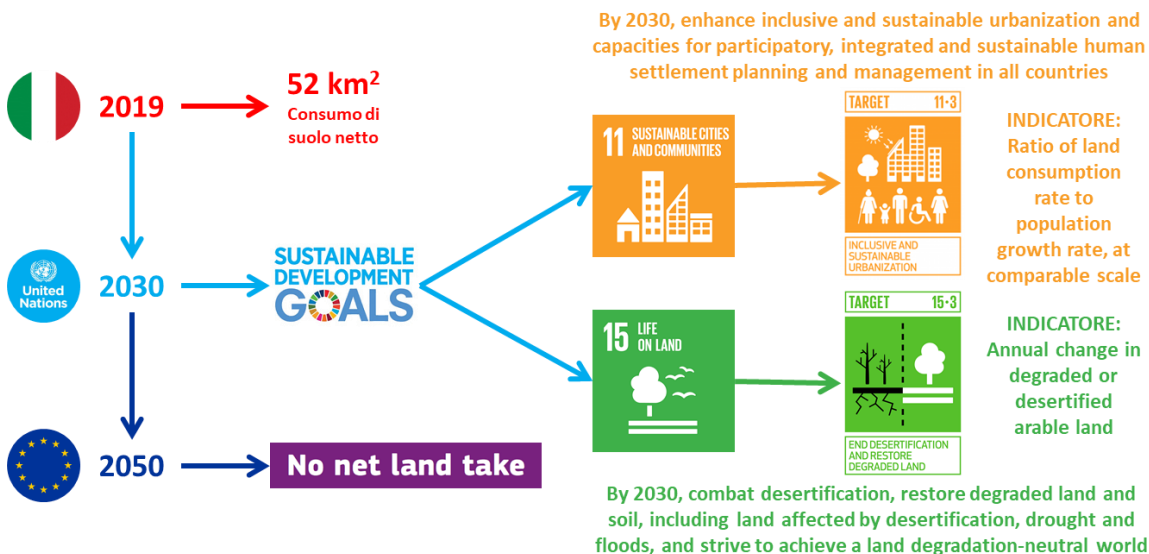 By 2030, enhance inclusive and sustainable urbanization and
capacities for participatory, integrated and sustainable human
settlement planning and management in all countries
2019
52 km²
Consumo di
suolo netto
11 SUSTAINABLE CITIES
AND COMMUNITIES
TARGET 11·3
INCLUSIVE AND
SUSTAINABLE
URBANIZATION
INDICATORE:
Ratio of land
consumption
rate to
population
growth rate, at
comparable scale
United
Nations
2030
SUSTAINABLE
DEVELOPMENT
GOALS
15 LIFE
ON LAND
TARGET 15·3
END DESERTIFICATION
AND RESTORE
DEGRADED LAND
INDICATORE:
Annual change in
degraded or
desertified
arable land
2050
No net land take
By 2030, combat desertification, restore degraded land and
soil, including land affected by desertification, drought and
floods, and strive to achieve a land degradation-neutral world